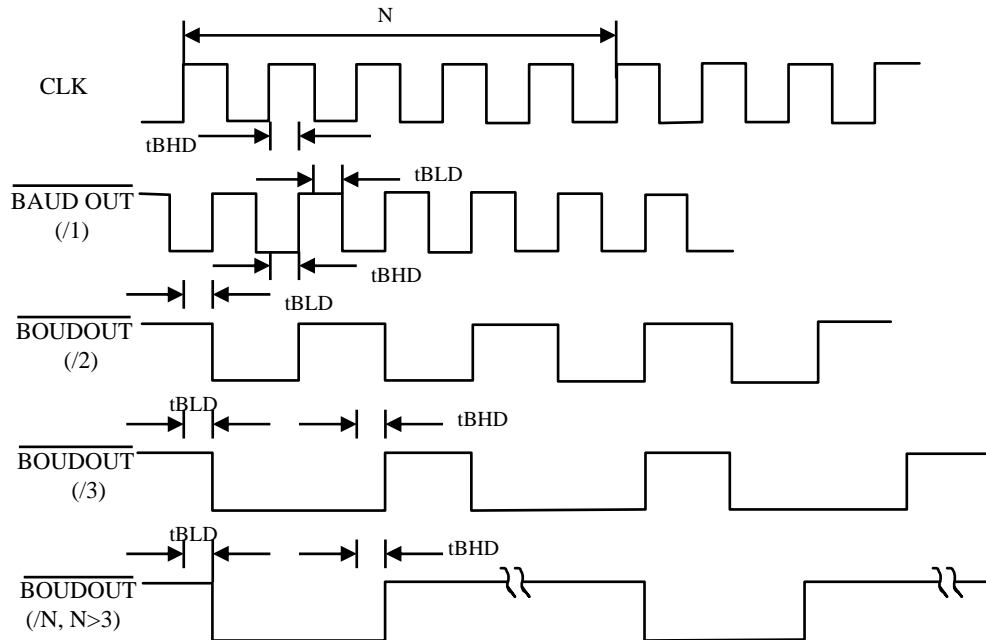 N
CLK
tBHD
tBLD
BAUD OUT
(/1)
tBHD
tBLD
BOUDOUT
(/2)
tBLD
tBHD
BOUDOUT
(/3)
tBLD
tBHD
BOUDOUT
(/N, N>3)